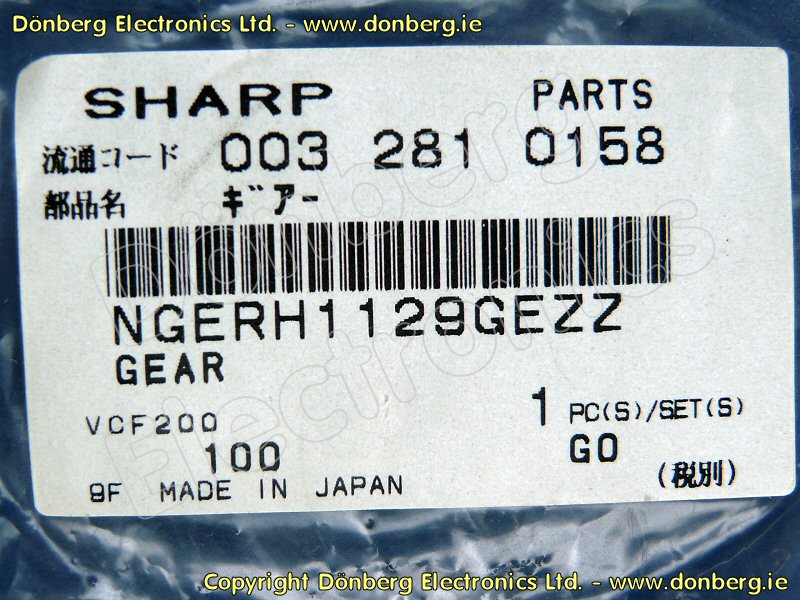 Dönberg Electronics Ltd. - www.donberg.ie
SHARP PARTS
流通コード 003 281 0158
部品名 ギアー
NGERH1129GEZZ
GEAR
VCF200 1 PC(S)/SET(S)
100 GO
9F MADE IN JAPAN (税別)
Dönberg Electronics
Copyright Dönberg Electronics Ltd. - www.donberg.ie